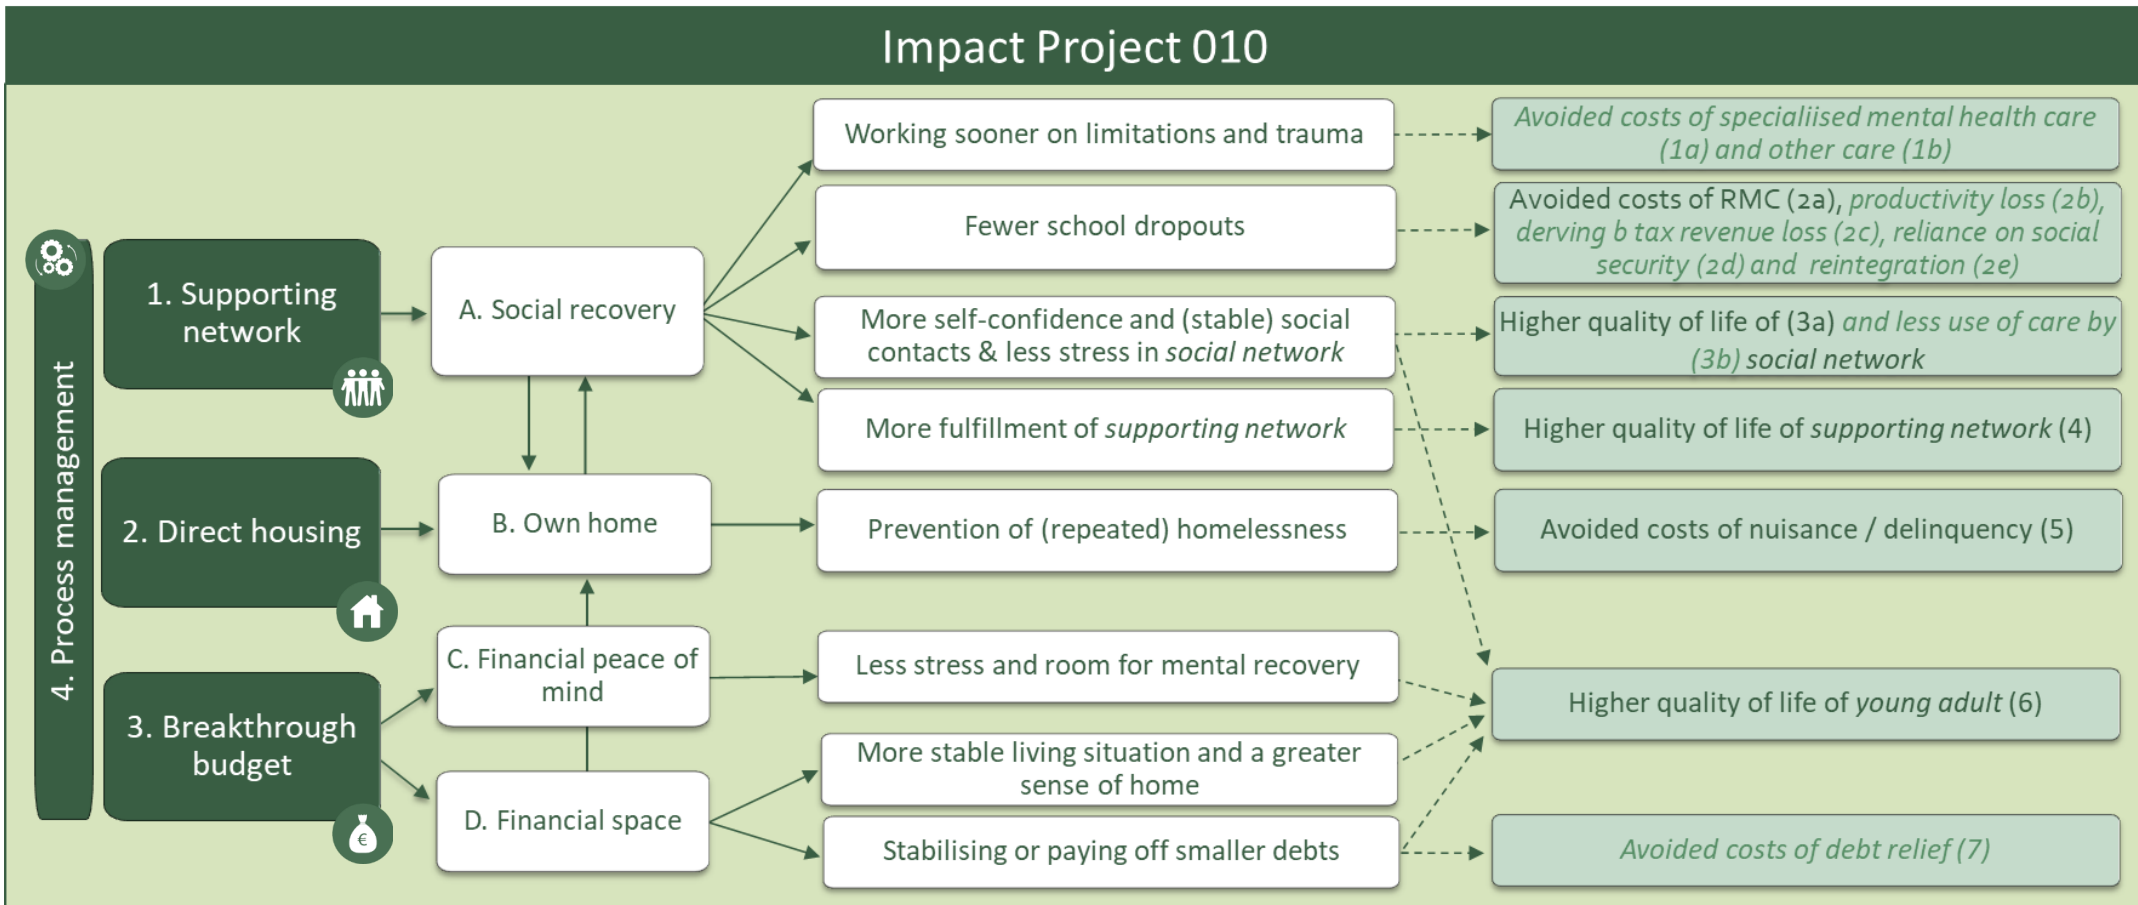 Impact Project 010
4. Process management
1. Supporting
network
2. Direct housing
3. Breakthrough
budget
€
A. Social recovery
B. Own home
C. Financial peace of
mind
D. Financial space
Working sooner on limitations and trauma
Fewer school dropouts
More self-confidence and (stable) social
contacts & less stress in social network
More fulfillment of supporting network
Prevention of (repeated) homelessness
Less stress and room for mental recovery
More stable living situation and a greater
sense of home
Stabilising or paying off smaller debts
Avoided costs of specialiised mental health care
(1a) and other care (1b)
Avoided costs of RMC (2a), productivity loss (2b),
derving b tax revenue loss (2c), reliance on social
security (2d) and reintegration (2e)
Higher quality of life of (3a) and less use of care by
(3b) social network
Higher quality of life of supporting network (4)
Avoided costs of nuisance / delinquency (5)
Higher quality of life of young adult (6)
Avoided costs of debt relief (7)